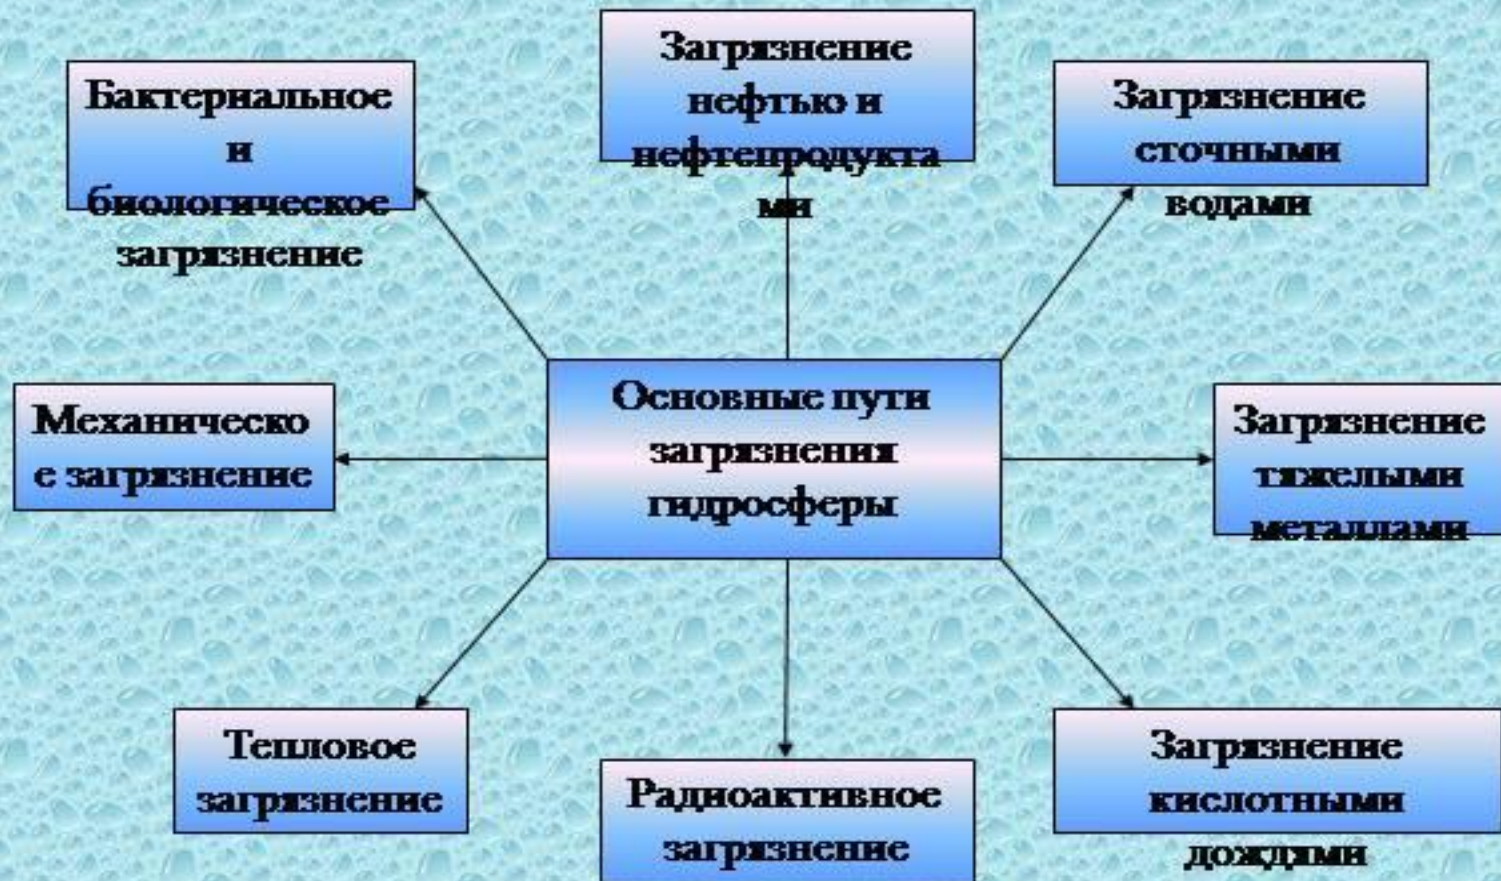 Загрязнение
нефтью и
нефтепродукта
ми
Бактериальное
и
биологическое
загрязнение
Загрязнение
сточными
водами
Механическо
е загрязнение
Основные пути
загрязнения
гидросферы
Загрязнение
тяжелыми
металлами
Тепловое
загрязнение
Радиоактивное
загрязнение
Загрязнение
кислотными
дождями